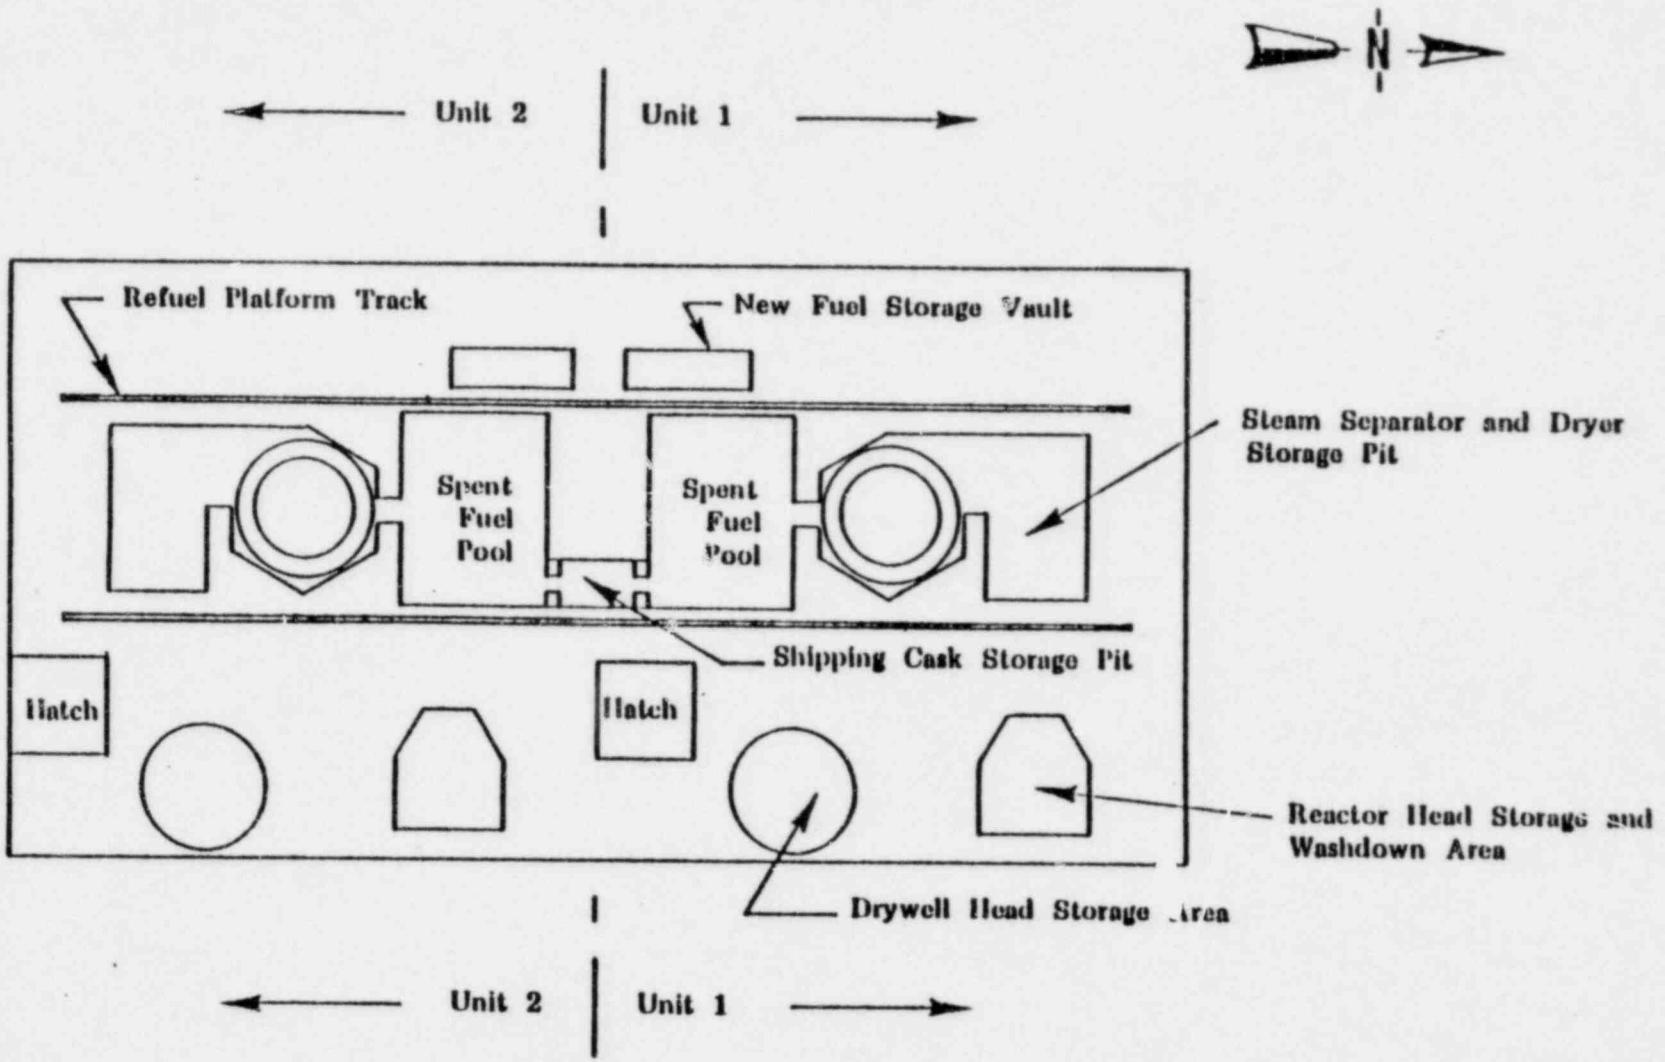 N
Unit 2
Unit 1
Refuel Platform Track
New Fuel Storage Vault
Steam Separator and Dryer
Storage Pit
Spent
Fuel
Pool
Spent
Fuel
Pool
Shipping Cask Storage Pit
Hatch
Hatch
Reactor Head Storage and
Washdown Area
Drywell Head Storage Area
Unit 2
Unit 1